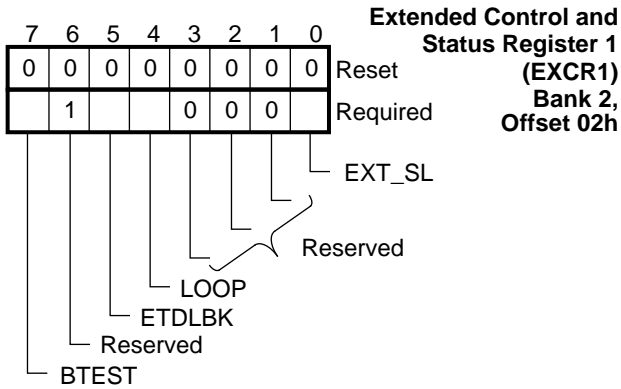 Extended Control and
Status Register 1
(EXCR1)
Bank 2,
Offset 02h
7 6 5 4 3 2 1 0
0 0 0 0 0 0 0 0 Reset
1 0 0 0 Required
EXT_SL
Reserved
LOOP
ETDLBK
Reserved
BTEST